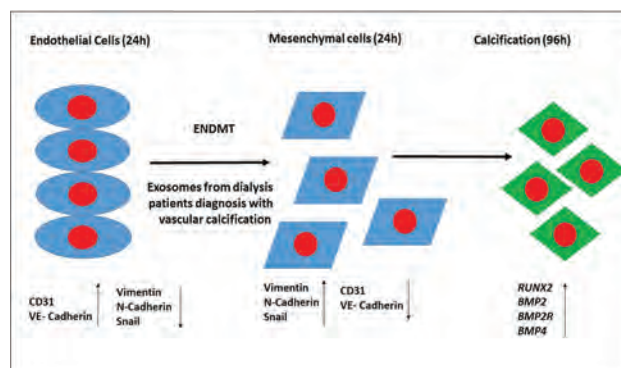 Endothelial Cells (24h)
Mesenchymal cells (24h)
Calcification (96h)
ENDMT
Exosomes from dialysis
patients diagnosis with
vascular calcification
CD31
VE- Cadherin
Vimentin
N-Cadherin
Snail
Vimentin
N-Cadherin
Snail
CD31
VE- Cadherin
RUNX2
BMP2
BMP2R
BMP4